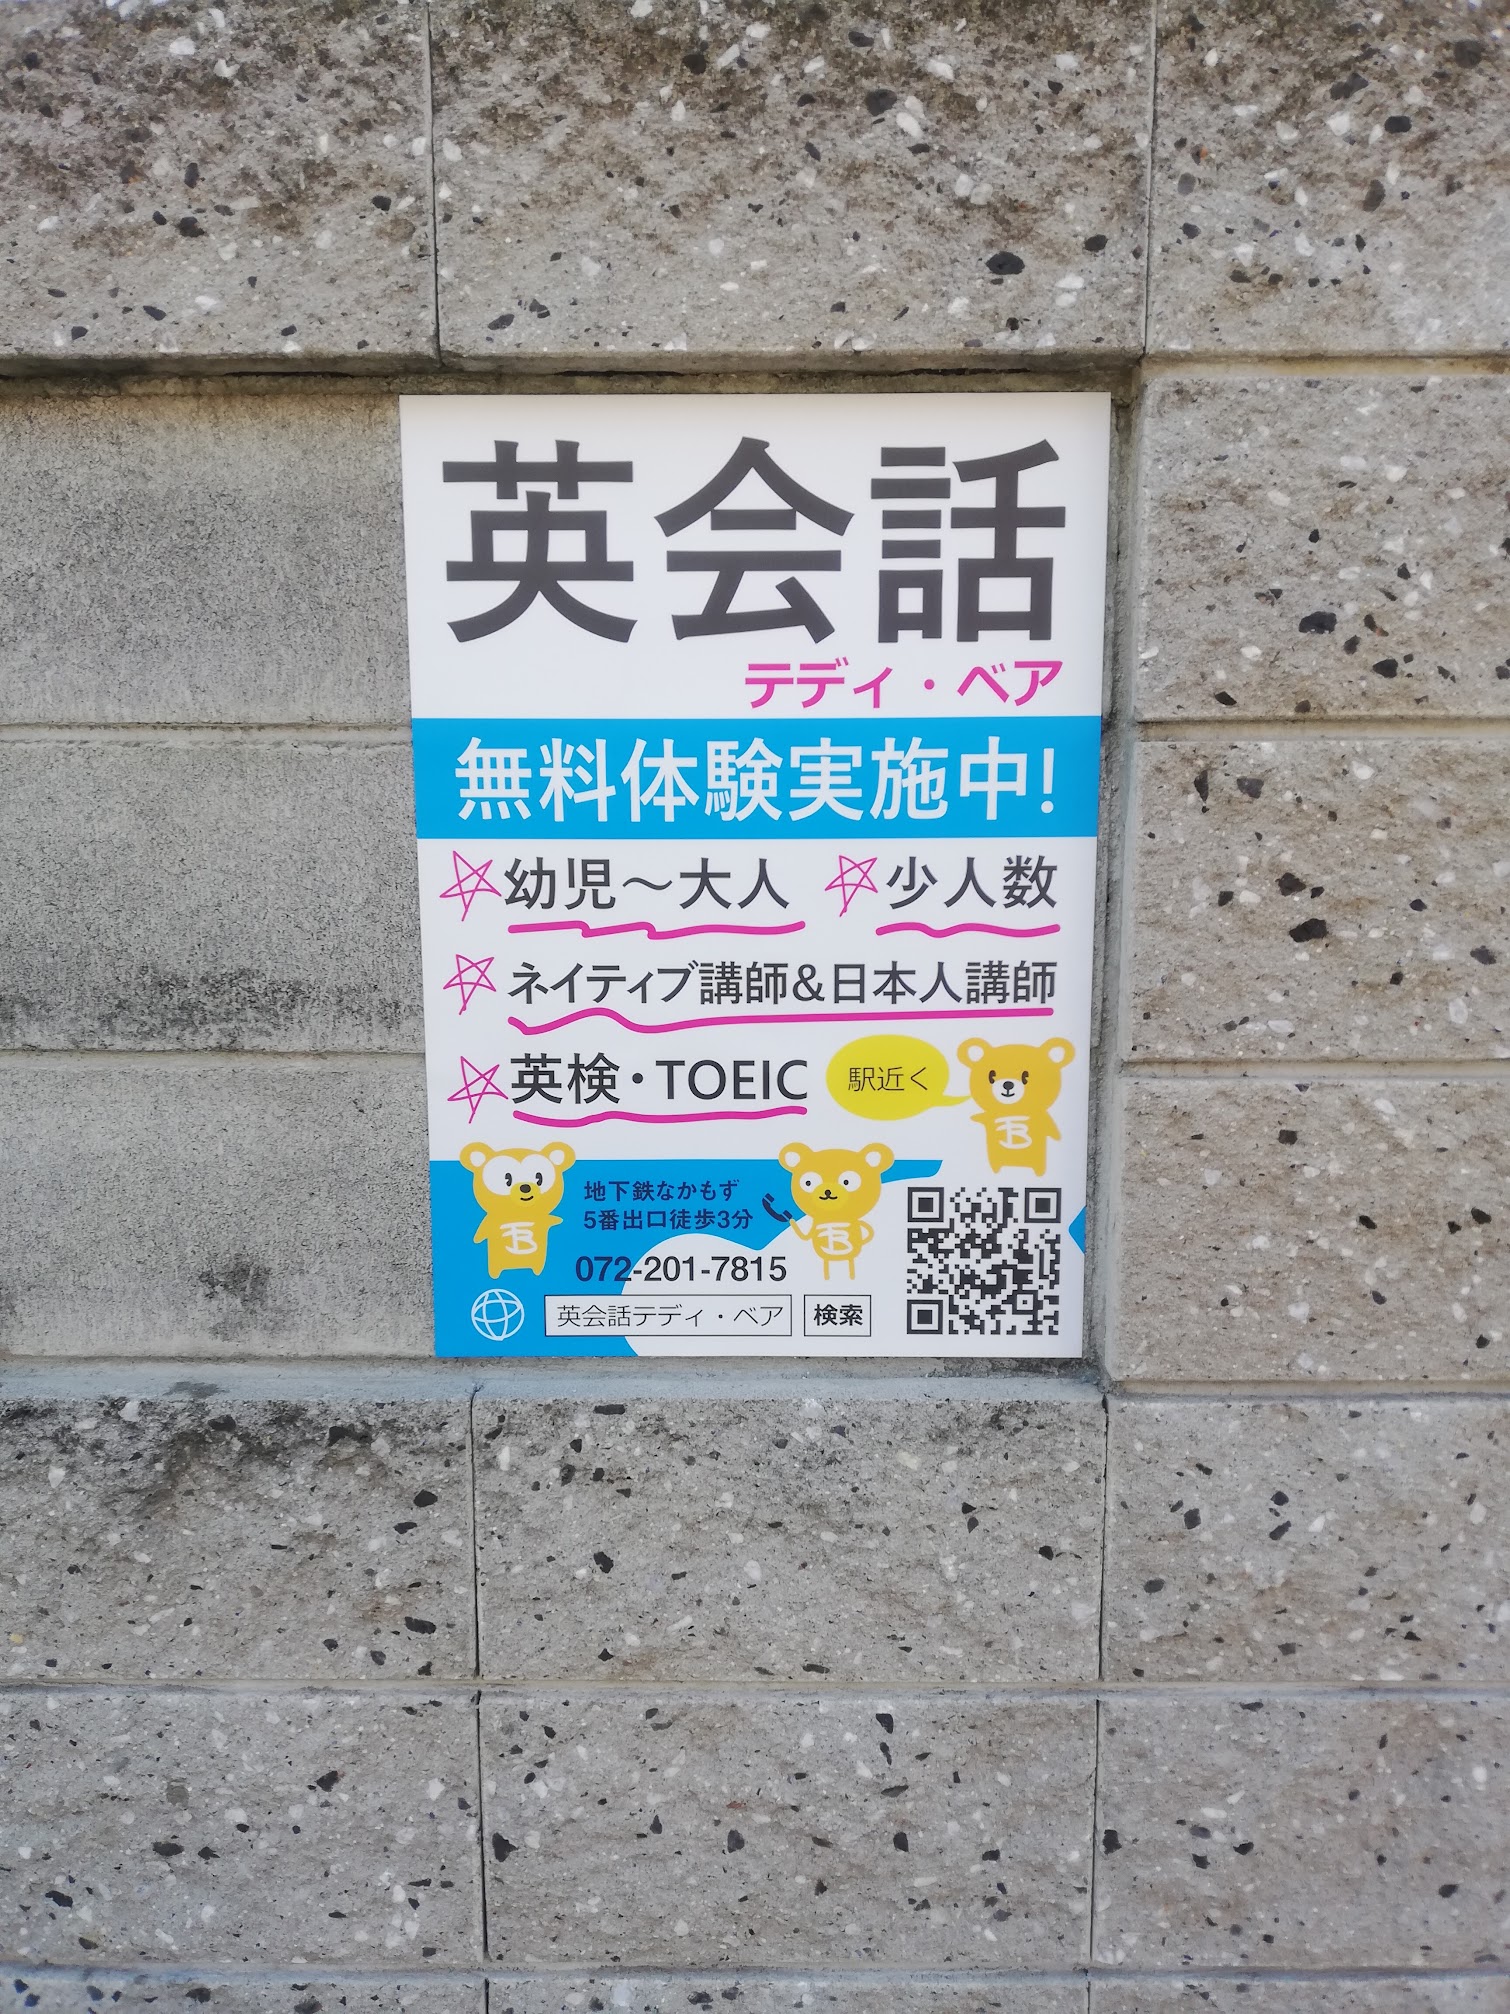 英会話
テディ・ベア
無料体験実施中!
幼児～大人 少人数
ネイティブ講師&日本人講師
英検・TOEIC
駅近く
地下鉄なかもず
5番出口徒歩3分
072-201-7815
英会話テディ・ベア 検索